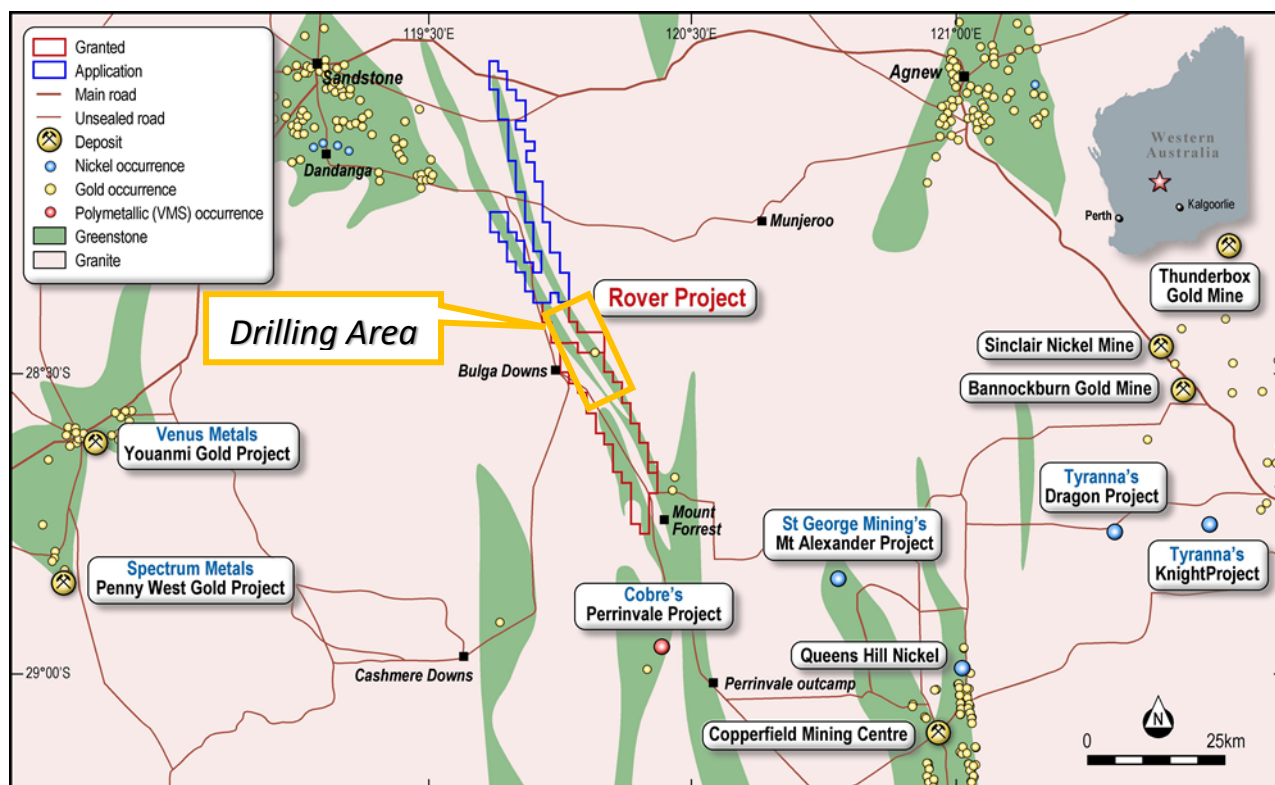 119°30'
120°30'
121°00'
Granted
Application
Main road
Unsealed road
Deposit
Nickel occurrence
Gold occurrence
Polymetallic (VMS) occurrence
Greenstone
Granite
Sandstone
Dandanga
Agnew
Munjeroo
Western
Australia
Perth
Kalgoorlie
Thunderbox
Gold Mine
Rover Project
Drilling Area
Sinclair Nickel Mine
Bulga Downs
28°30'
Bannockburn Gold Mine
Venus Metals
Youanmi Gold Project
Tyranna's
Dragon Project
Mount
Forrest
St George Mining's
Mt Alexander Project
Tyranna's
KnightProject
Spectrum Metals
Penny West Gold Project
Cobre's
Perrinvale Project
Queens Hill Nickel
29°00'S
Cashmere Downs
Perrinvale outcamp
Copperfield Mining Centre
N
0 25km